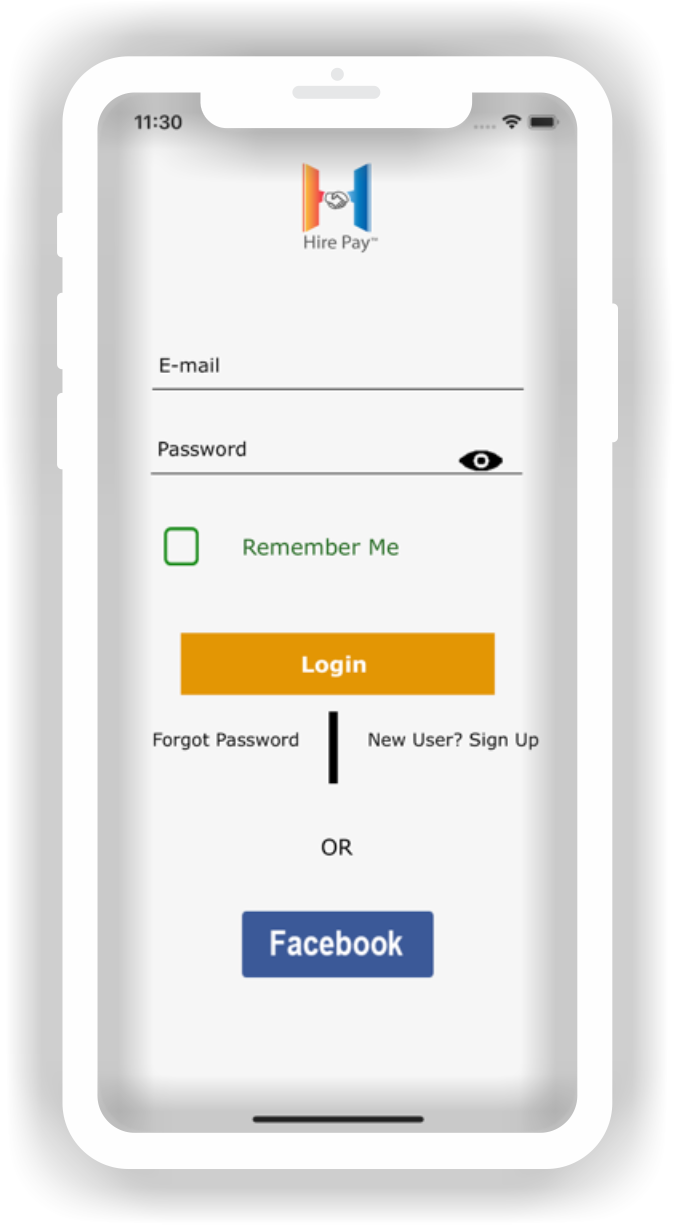 11:30
Hire Pay™
E-mail
Password
Remember Me
Login
Forgot Password
New User? Sign Up
OR
Facebook